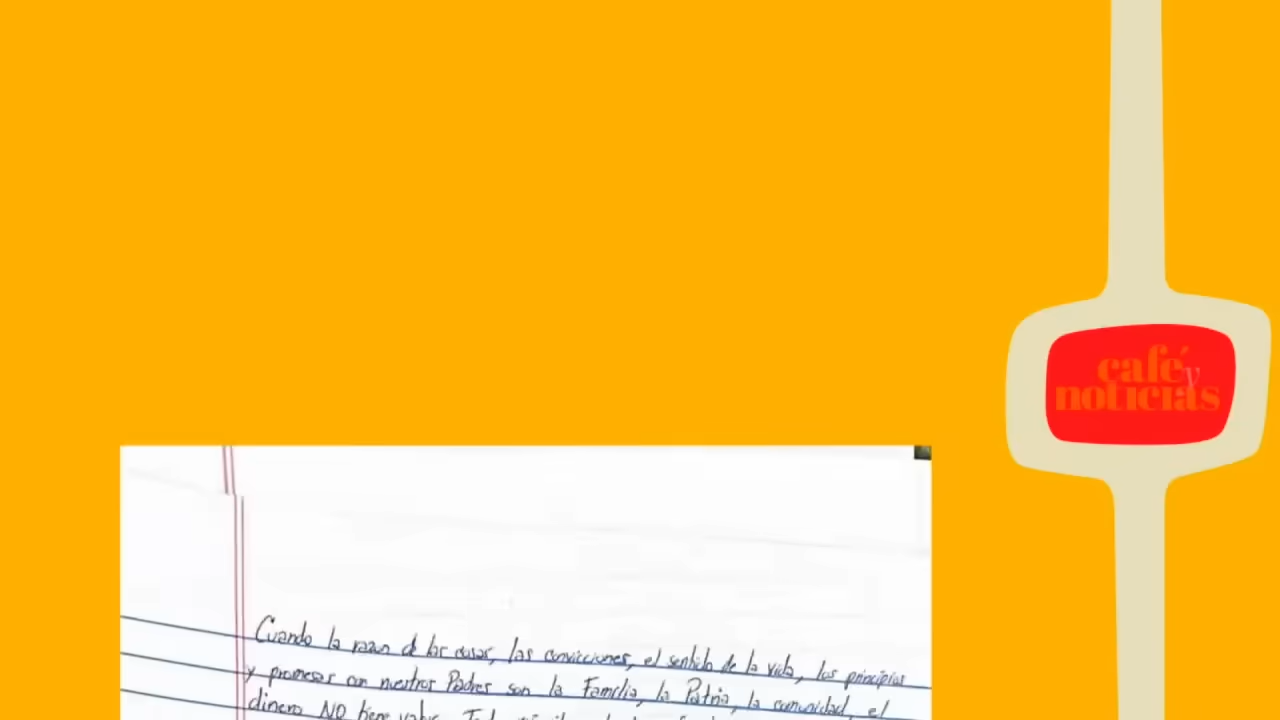 café y
noticias
Cuando la razon de las cosas, las convicciones, el sentido de la vida, los principios
y promesas con nuestros Padres son la Familia, la Patria, la comunidad, el
dinero NO tiene valor.